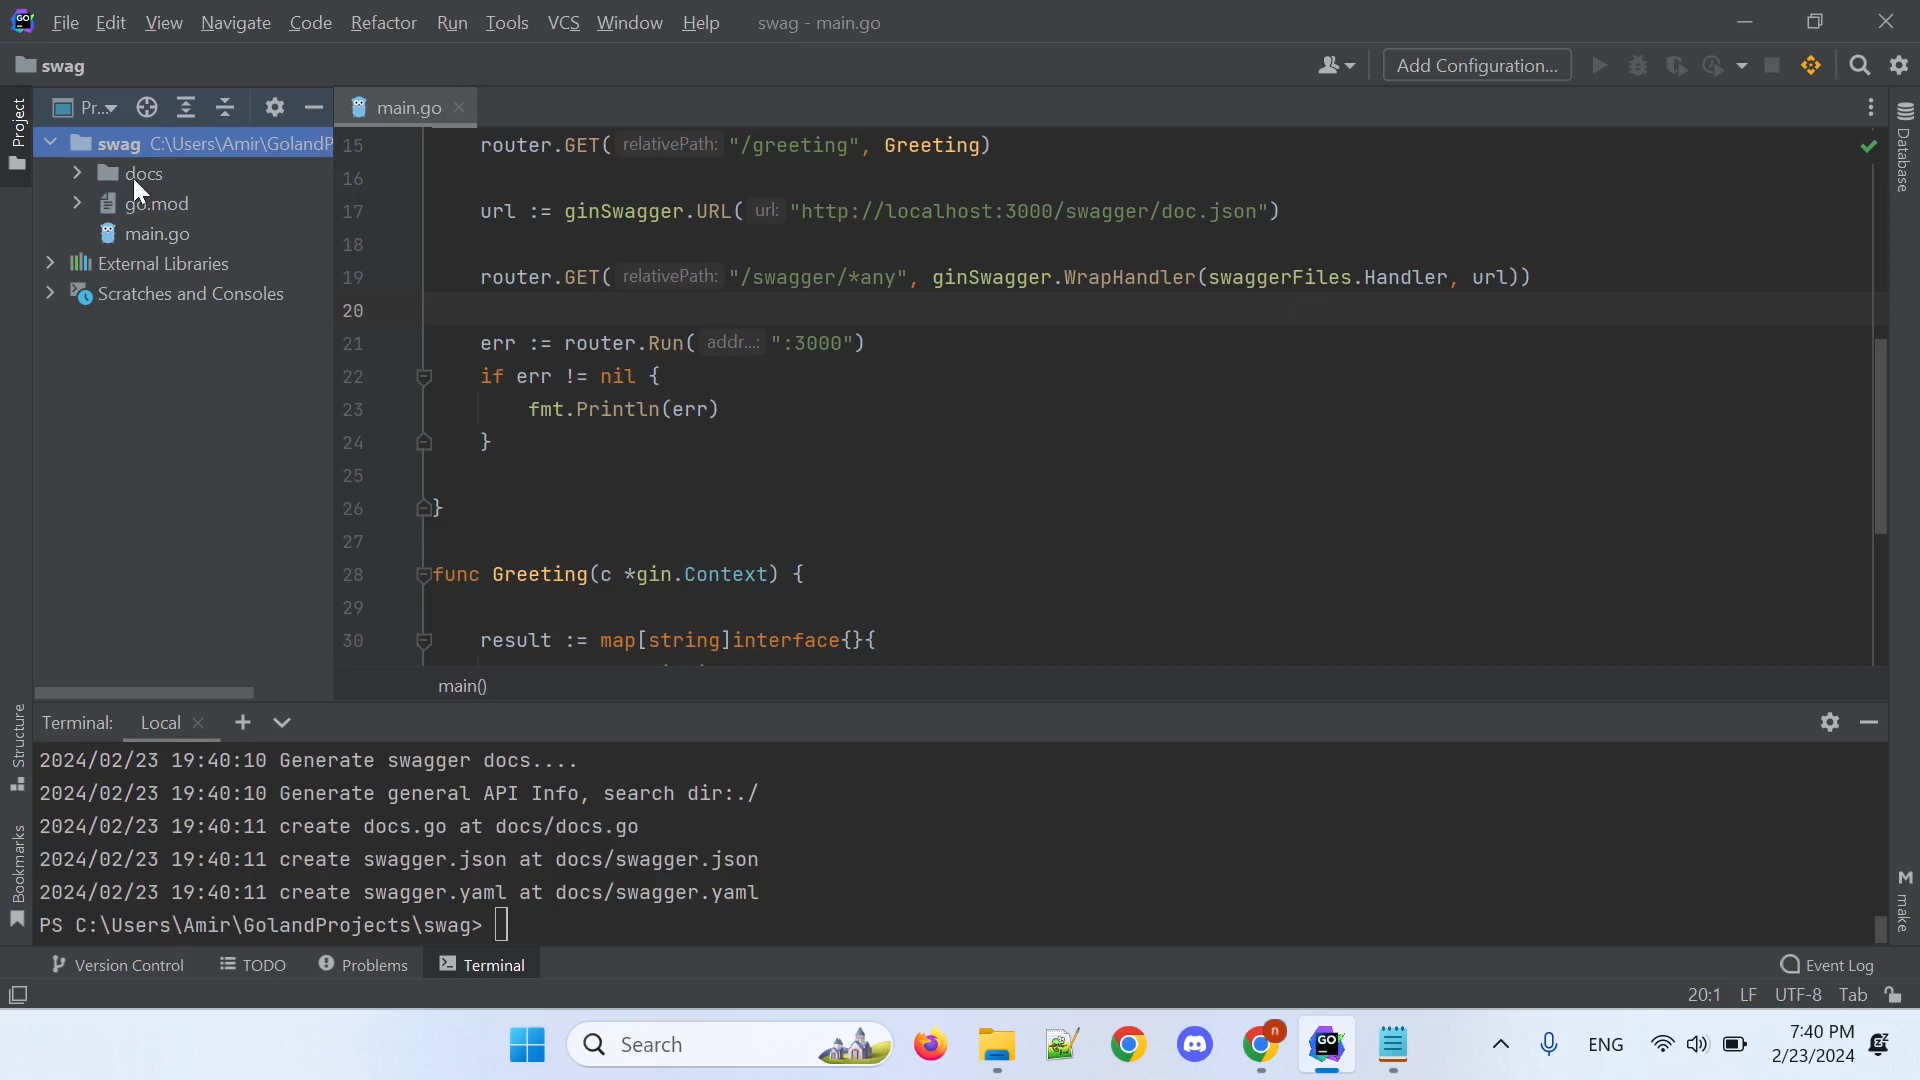 File Edit View Navigate Code Refactor Run Tools VCS Window Help swag - main.go
swag Add Configuration...
Project Pr... main.go
swag C:\Users\Amir\GolandP
docs
go.mod
main.go
External Libraries
Scratches and Consoles
15 router.GET( relativePath: "/greeting", Greeting)
16
17 url := ginSwagger.URL( url: "http://localhost:3000/swagger/doc.json")
18
19 router.GET( relativePath: "/swagger/*any", ginSwagger.WrapHandler(swaggerFiles.Handler, url))
20
21 err := router.Run( addr...: ":3000")
22 if err != nil {
23 fmt.Println(err)
24 }
25
26 }
27
28 func Greeting(c *gin.Context) {
29
30 result := map[string]interface{}{
main()
Database
make
Structure
Bookmarks
Terminal: Local
2024/02/23 19:40:10 Generate swagger docs....
2024/02/23 19:40:10 Generate general API Info, search dir:./
2024/02/23 19:40:11 create docs.go at docs/docs.go
2024/02/23 19:40:11 create swagger.json at docs/swagger.json
2024/02/23 19:40:11 create swagger.yaml at docs/swagger.yaml
PS C:\Users\Amir\GolandProjects\swag>
Version Control TODO Problems Terminal Event Log
20:1 LF UTF-8 Tab
Search n GO ENG 7:40 PM
2/23/2024